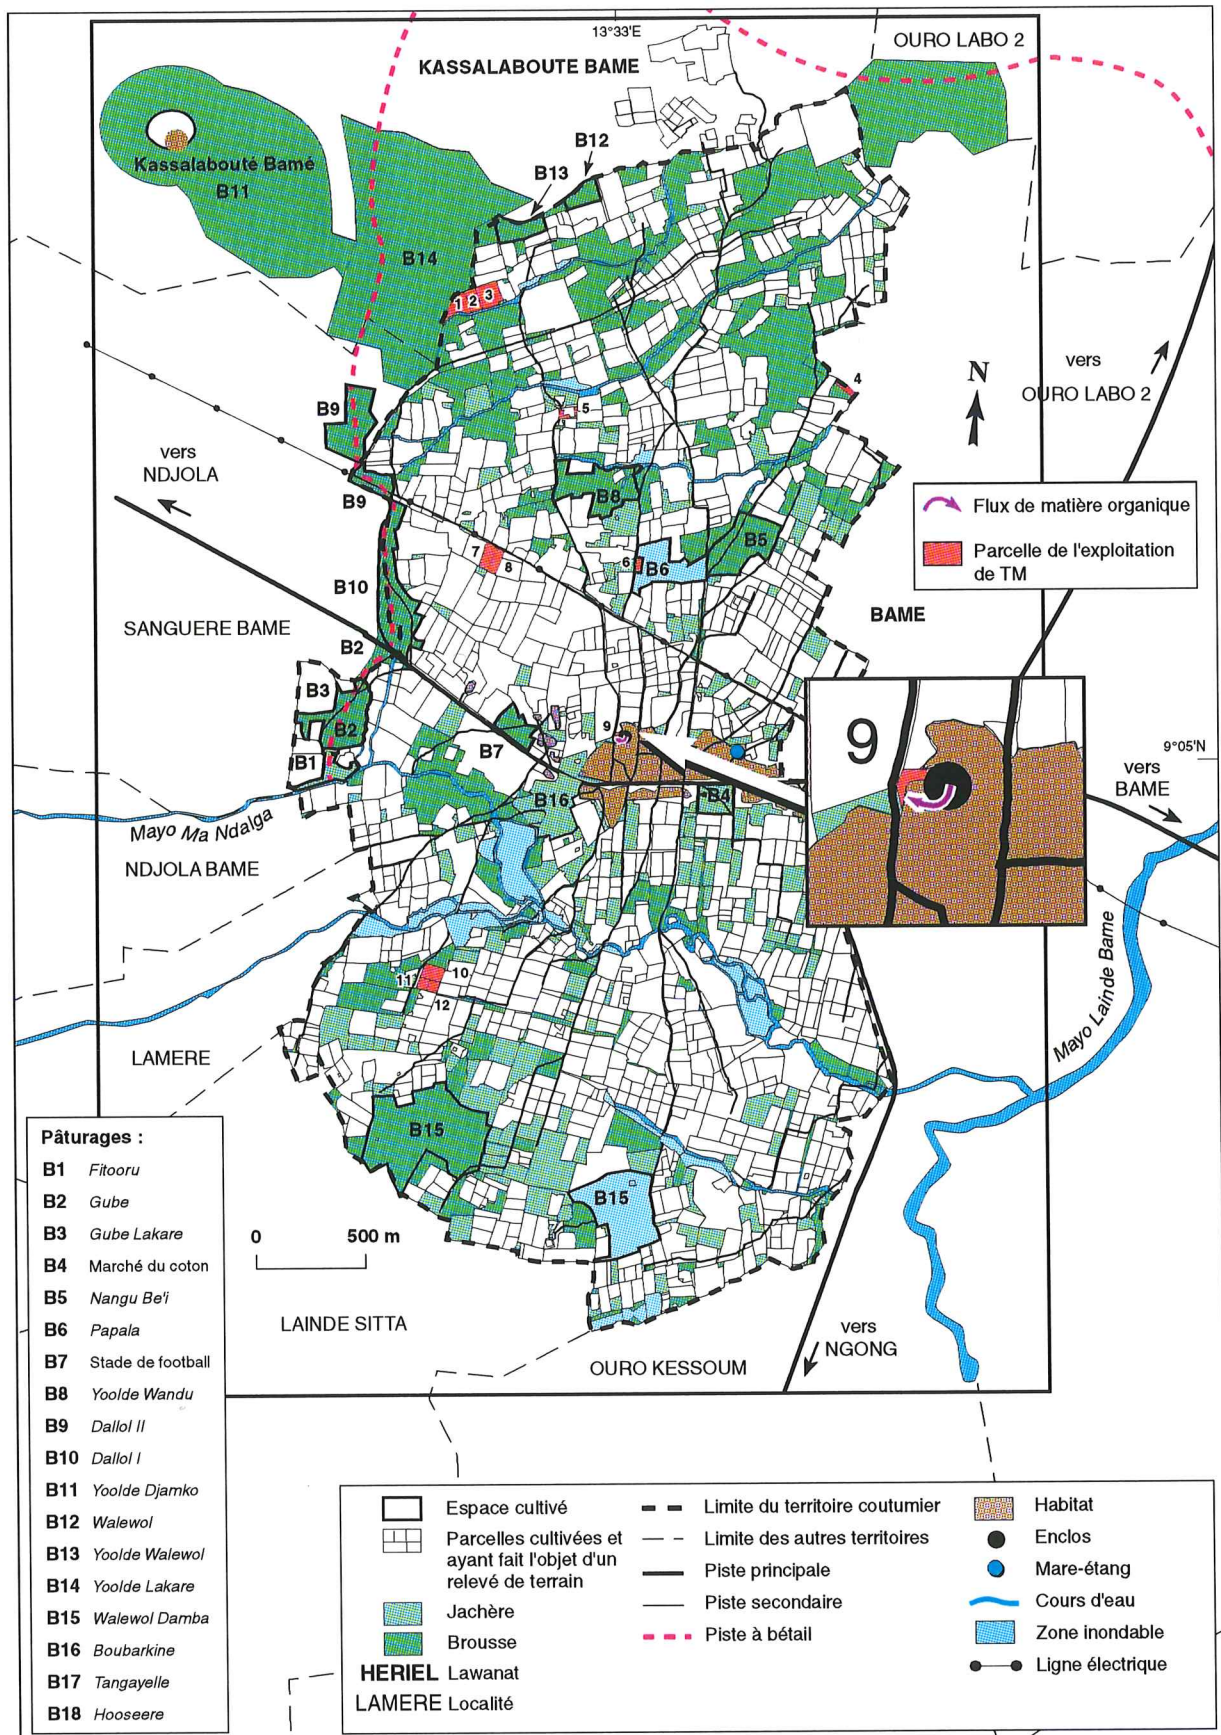 13°33'E
OURO LABO 2
KASSALABOUTE BAME
B12
B13
Kassalabouté Bamé
B11
B14
1 2 3
4
vers
OURO LABO 2
N
B9
5
vers
NDJOLA
B9
B8
Flux de matière organique
Parcelle de l'exploitation
de TM
B5
7
8
6
B6
B10
BAME
SANGUERE BAME
B2
B3
B2
B1
B7
9
9
9°05'N
vers
BAME
B16
B4
Mayo Ma Ndalga
NDJOLA BAME
Mayo Lainde Bame
10
11
12
LAMERE
B15
B15
0 500 m
LAINDE SITTA
OURO KESSOUM
vers
NGONG
Pâturages :
B1 Fitooru
B2 Gube
B3 Gube Lakare
B4 Marché du coton
B5 Nangu Be'i
B6 Papala
B7 Stade de football
B8 Yoolde Wandu
B9 Dallol II
B10 Dallol I
B11 Yoolde Djamko
B12 Walewol
B13 Yoolde Walewol
B14 Yoolde Lakare
B15 Walewol Damba
B16 Boubarkine
B17 Tangayelle
B18 Hooseere
Espace cultivé
Parcelles cultivées et
ayant fait l'objet d'un
relevé de terrain
Jachère
Brousse
HERIEL Lawanat
LAMERE Localité
Limite du territoire coutumier
Limite des autres territoires
Piste principale
Piste secondaire
Piste à bétail
Habitat
Enclos
Mare-étang
Cours d'eau
Zone inondable
Ligne électrique